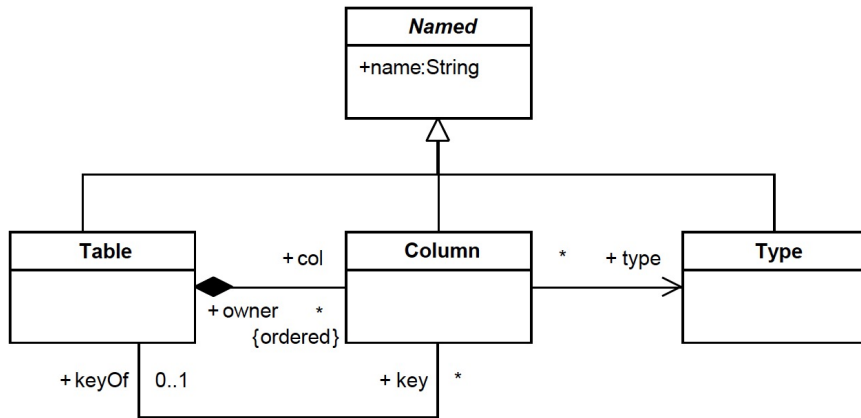 Named
+name:String
Table
Column
Type
+ col
*
+ type
+ owner
*
{ordered}
+ keyOf
0..1
+ key
*